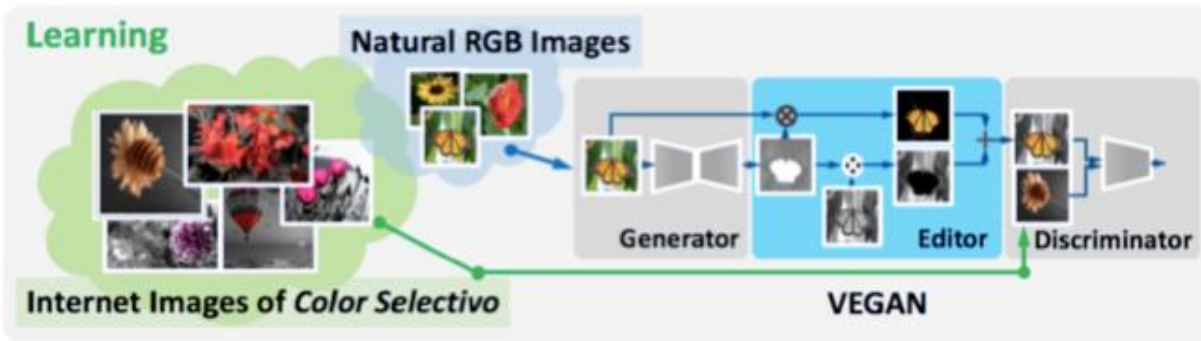 Learning
Natural RGB Images
Generator
Editor
Discriminator
Internet Images of Color Selectivo
VEGAN